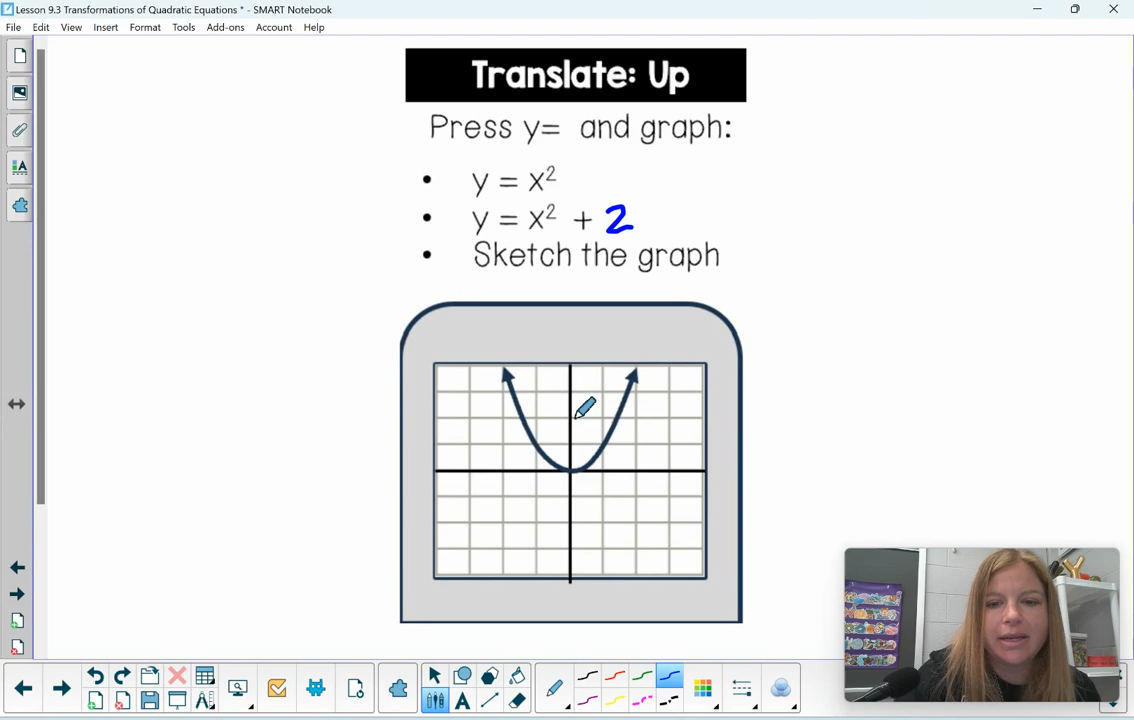 Lesson 9.3 Transformations of Quadratic Equations * - SMART Notebook
File Edit View Insert Format Tools Add-ons Account Help
Translate: Up
Press y= and graph:
• y = x²
• y = x² + 2
• Sketch the graph